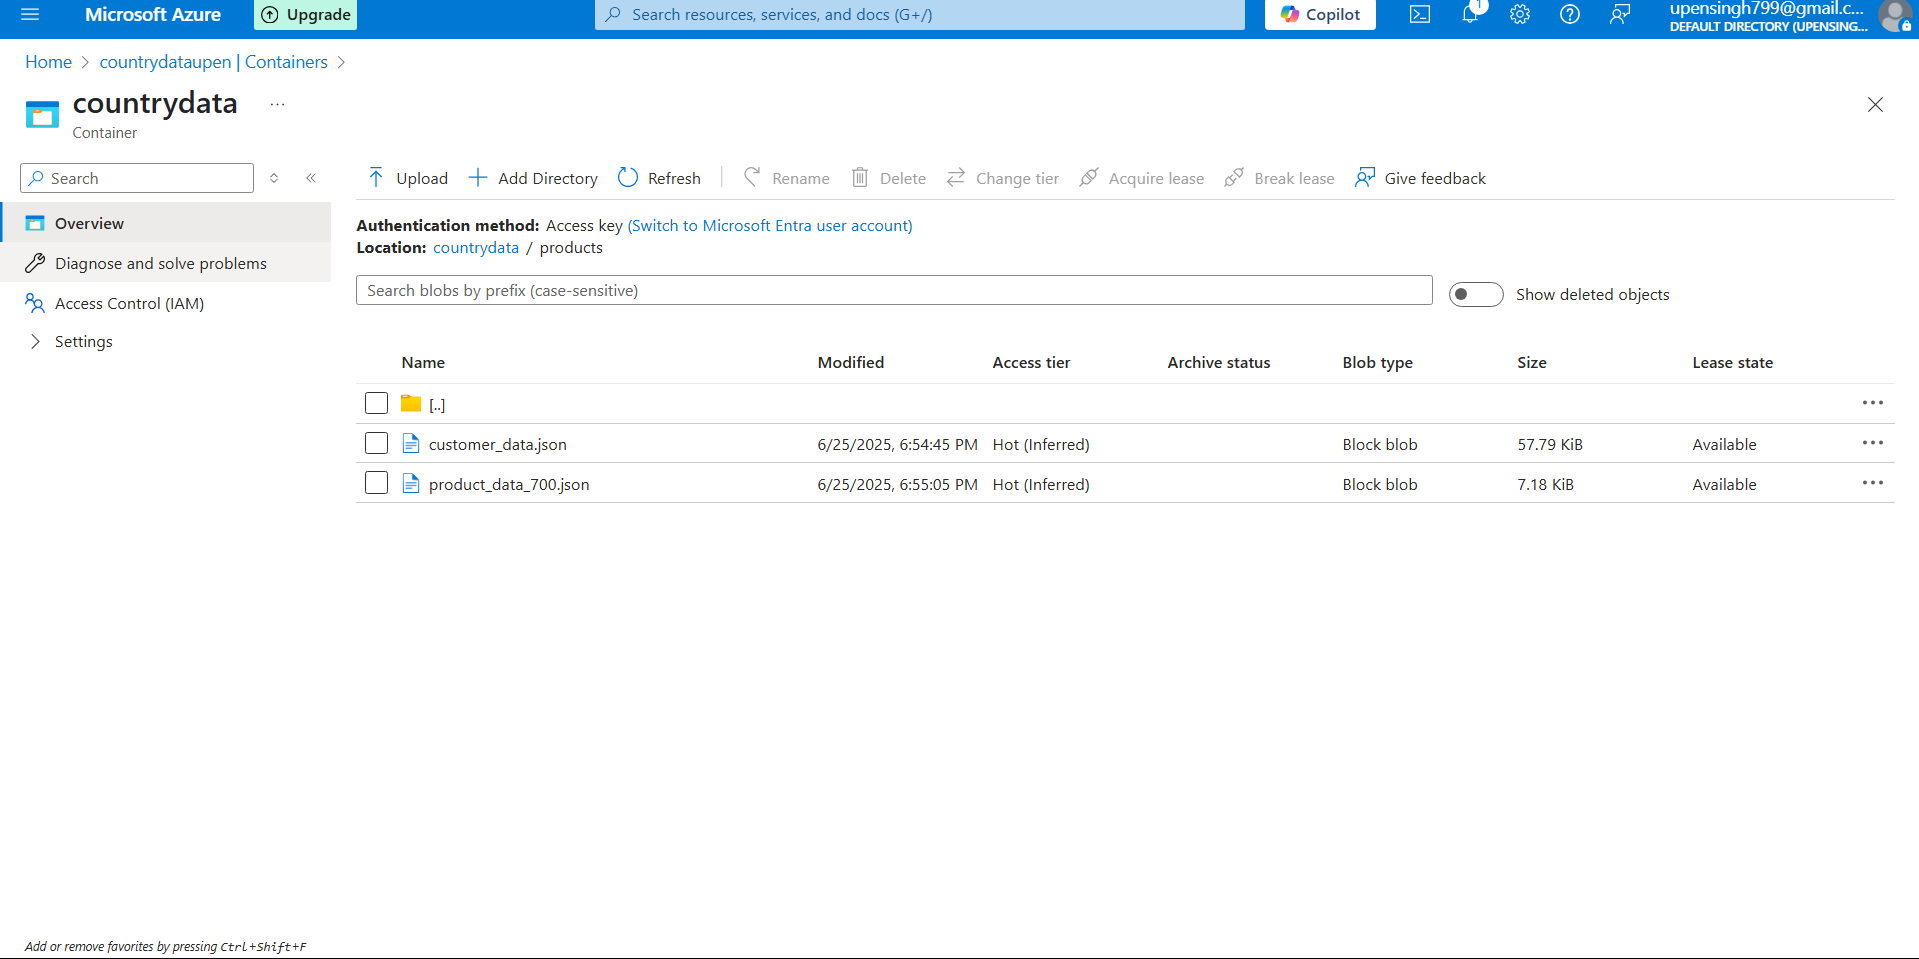 Microsoft Azure
Upgrade
Search resources, services, and docs (G+/)
Copilot
1
upensingh799@gmail.c...
DEFAULT DIRECTORY (UPENSING...
Home > countrydataupen | Containers >
countrydata ...
Container
Search
Overview
Diagnose and solve problems
Access Control (IAM)
Settings
Upload Add Directory Refresh Rename Delete Change tier Acquire lease Break lease Give feedback
Authentication method: Access key (Switch to Microsoft Entra user account)
Location: countrydata / products
Search blobs by prefix (case-sensitive)
Show deleted objects
Name Modified Access tier Archive status Blob type Size Lease state
[..]
customer_data.json 6/25/2025, 6:54:45 PM Hot (Inferred) Block blob 57.79 KiB Available
product_data_700.json 6/25/2025, 6:55:05 PM Hot (Inferred) Block blob 7.18 KiB Available
Add or remove favorites by pressing Ctrl+Shift+F